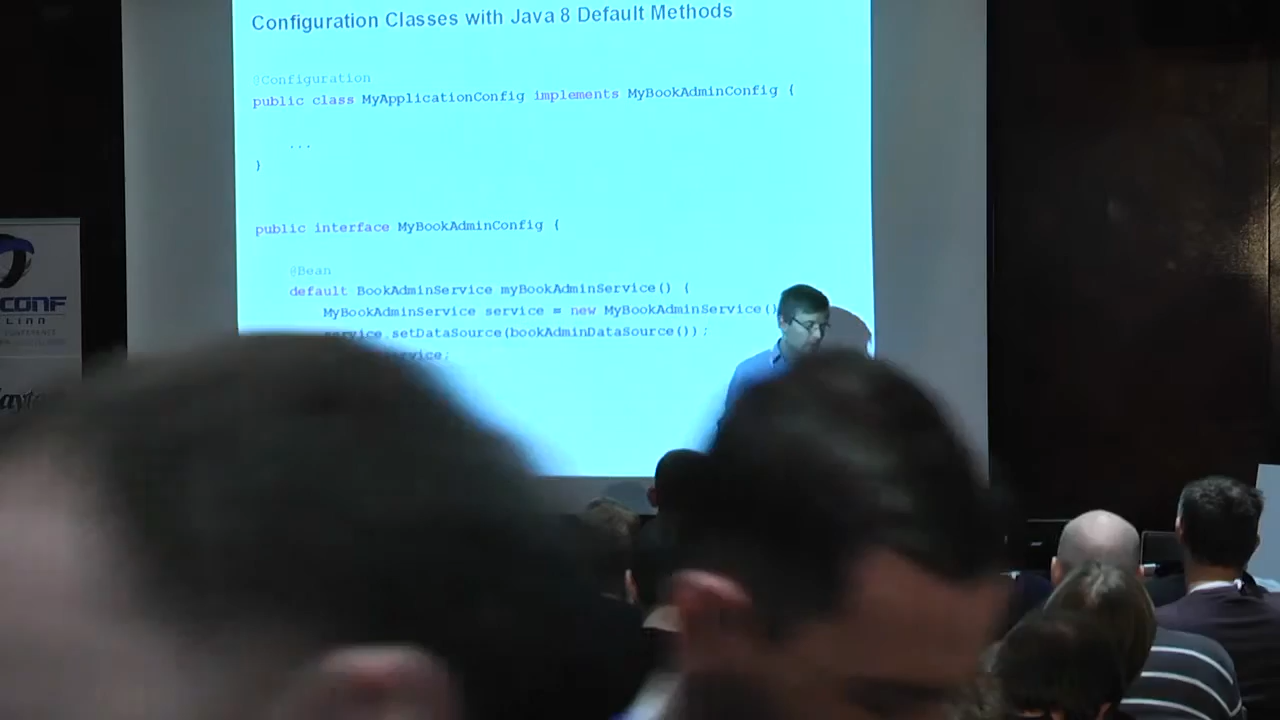 Configuration Classes with Java 8 Default Methods
@Configuration
public class MyApplicationConfig implements MyBookAdminConfig {
...
}
public interface MyBookAdminConfig {
@Bean
default BookAdminService myBookAdminService() {
MyBookAdminService service = new MyBookAdminService()
service.setDataSource(bookAdminDataSource());
CONF